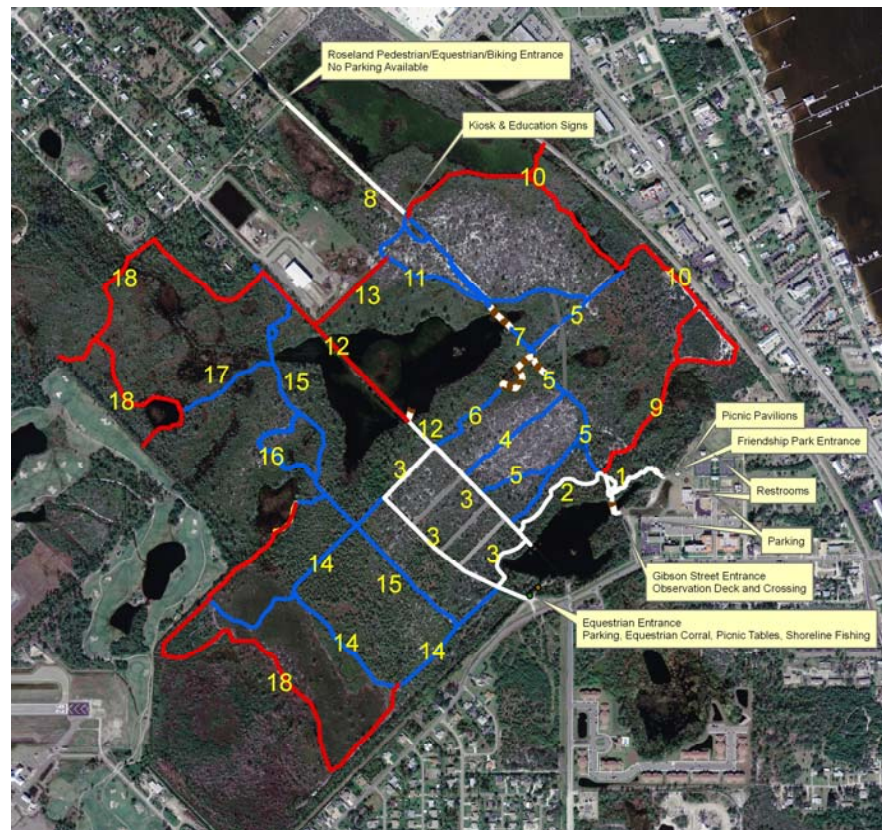 Roseland Pedestrian/Equestrian/Biking Entrance
No Parking Available
Kiosk & Education Signs
10
8
18
11
10
13
5
12
7
17
15
5
18
6
9
12
4
Picnic Pavilions
Friendship Park Entrance
5
16
3
1
5
3
2
Restrooms
3
Parking
3
14
15
Gibson Street Entrance
Observation Deck and Crossing
Equestrian Entrance
Parking, Equestrian Corral, Picnic Tables, Shoreline Fishing
14
14
18